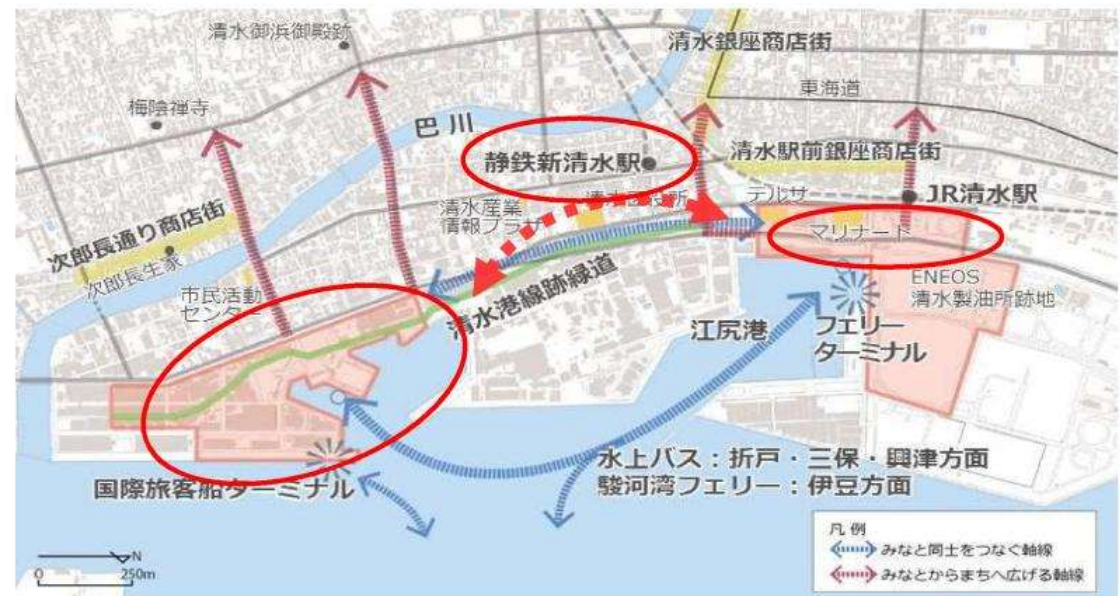 清水御浜御殿跡
清水銀座商店街
東海道
梅陰禅寺
巴川
静鉄新清水駅
清水駅前銀座商店街
JR清水駅
清水区役所
テルサ
清水産業
情報プラザ
マリナート
次郎長通り商店街
次郎長生家
市民活動
センター
清水港線跡緑道
ENEOS
清水製油所跡地
江尻港
フェリー
ターミナル
水上バス：折戸・三保・興津方面
駿河湾フェリー：伊豆方面
国際旅客船ターミナル
凡例
みなと同士をつなぐ軸線
みなとからまちへ広げる軸線
N
0 250m